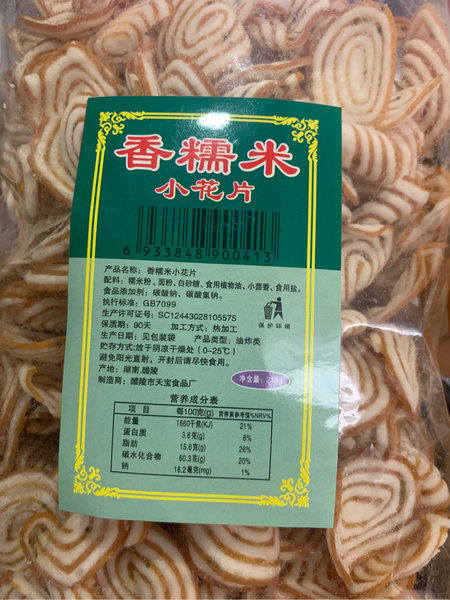 香糯米
小花片
6 933848 900413
产品名称: 香糯米小花片
配料: 糯米粉、面粉、白砂糖、食用植物油、小茴香、食用盐。
食品添加剂: 碳酸钠、碳酸氢钠。
执行标准: GB7099
生产许可证号: SC12443028105575
保质期: 90天 加工方式: 热加工
生产日期: 见包装袋 产品类型: 油炸类
贮存方式:放于阴凉干燥处 (0~25℃)
避免阳光直射，开封后请尽快食用。
产地: 湖南.醴陵
制造商: 醴陵市天宝食品厂
保护环境
净含量: 218g
营养成分表
项目 每100克(g) 营养素参考值%NRV%
能量 1660千焦(KJ) 21%
蛋白质 3.8克(g) 6%
脂肪 15.6克(g) 26%
碳水化合物 60.3克(g) 20%
钠 18.2毫克(mg) 1%